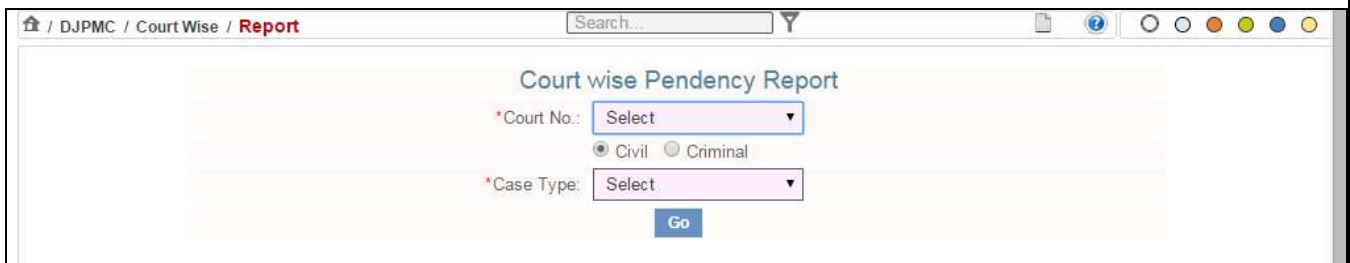 / DJPMC / Court Wise / Report Search...
Court wise Pendency Report
*Court No.: Select
Civil Criminal
*Case Type: Select
Go